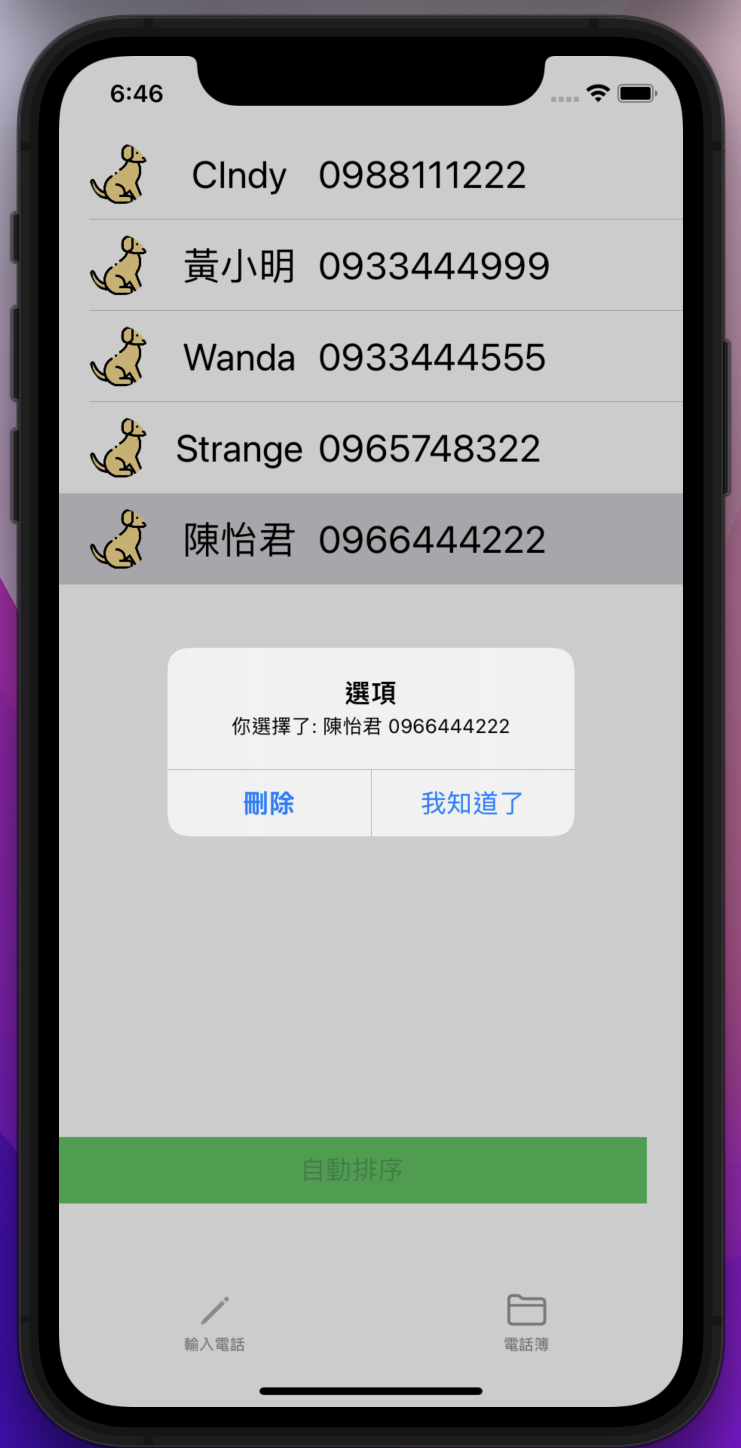 6:46
CIndy 0988111222
黃小明 0933444999
Wanda 0933444555
Strange 0965748322
陳怡君 0966444222
選項
你選擇了: 陳怡君 0966444222
刪除 我知道了
自動排序
輸入電話 電話簿